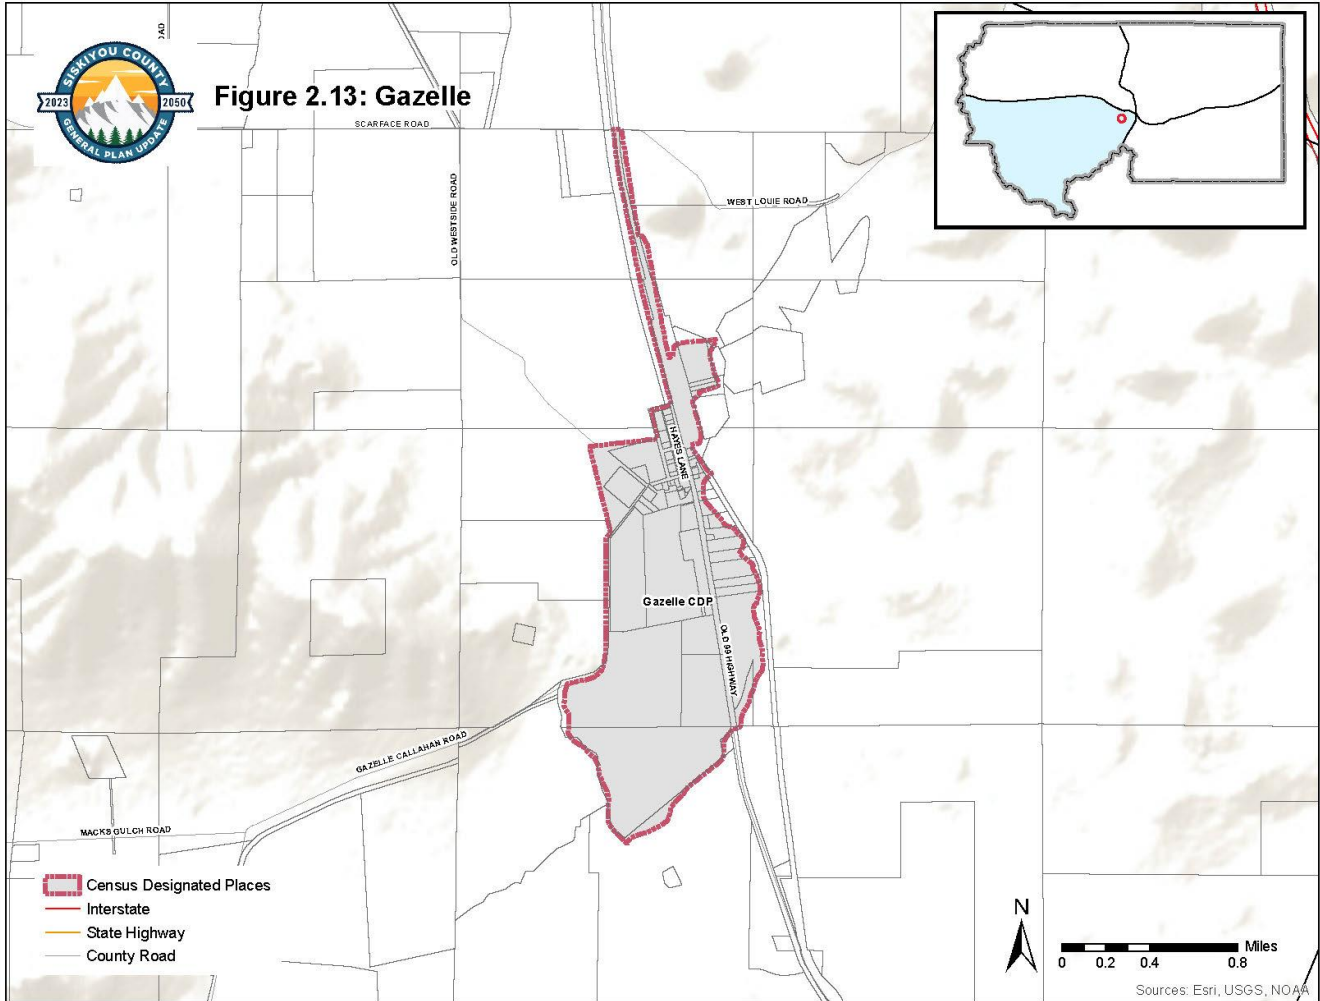 SISKIYOU COUNTY
2023
2050
GENERAL PLAN UPDATE
Figure 2.13: Gazelle
SCARFACE ROAD
OLD WESTSIDE ROAD
WEST LOUIE ROAD
HAYES LANE
Gazelle CDP
OLD 99 HIGHWAY
GAZELLE CALLAHAN ROAD
MACKS GULCH ROAD
Census Designated Places
Interstate
State Highway
County Road
N
Miles
0 0.2 0.4 0.8
Sources: Esri, USGS, NOAA